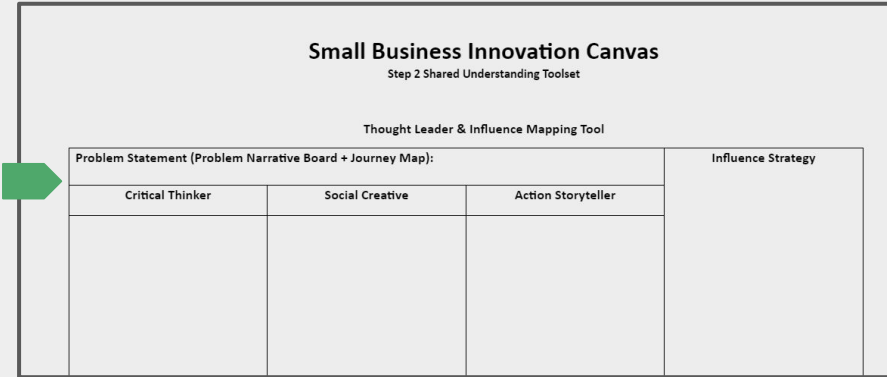 Small Business Innovation Canvas
Step 2 Shared Understanding Toolset
Thought Leader & Influence Mapping Tool
Problem Statement (Problem Narrative Board + Journey Map):
Influence Strategy
Critical Thinker
Social Creative
Action Storyteller